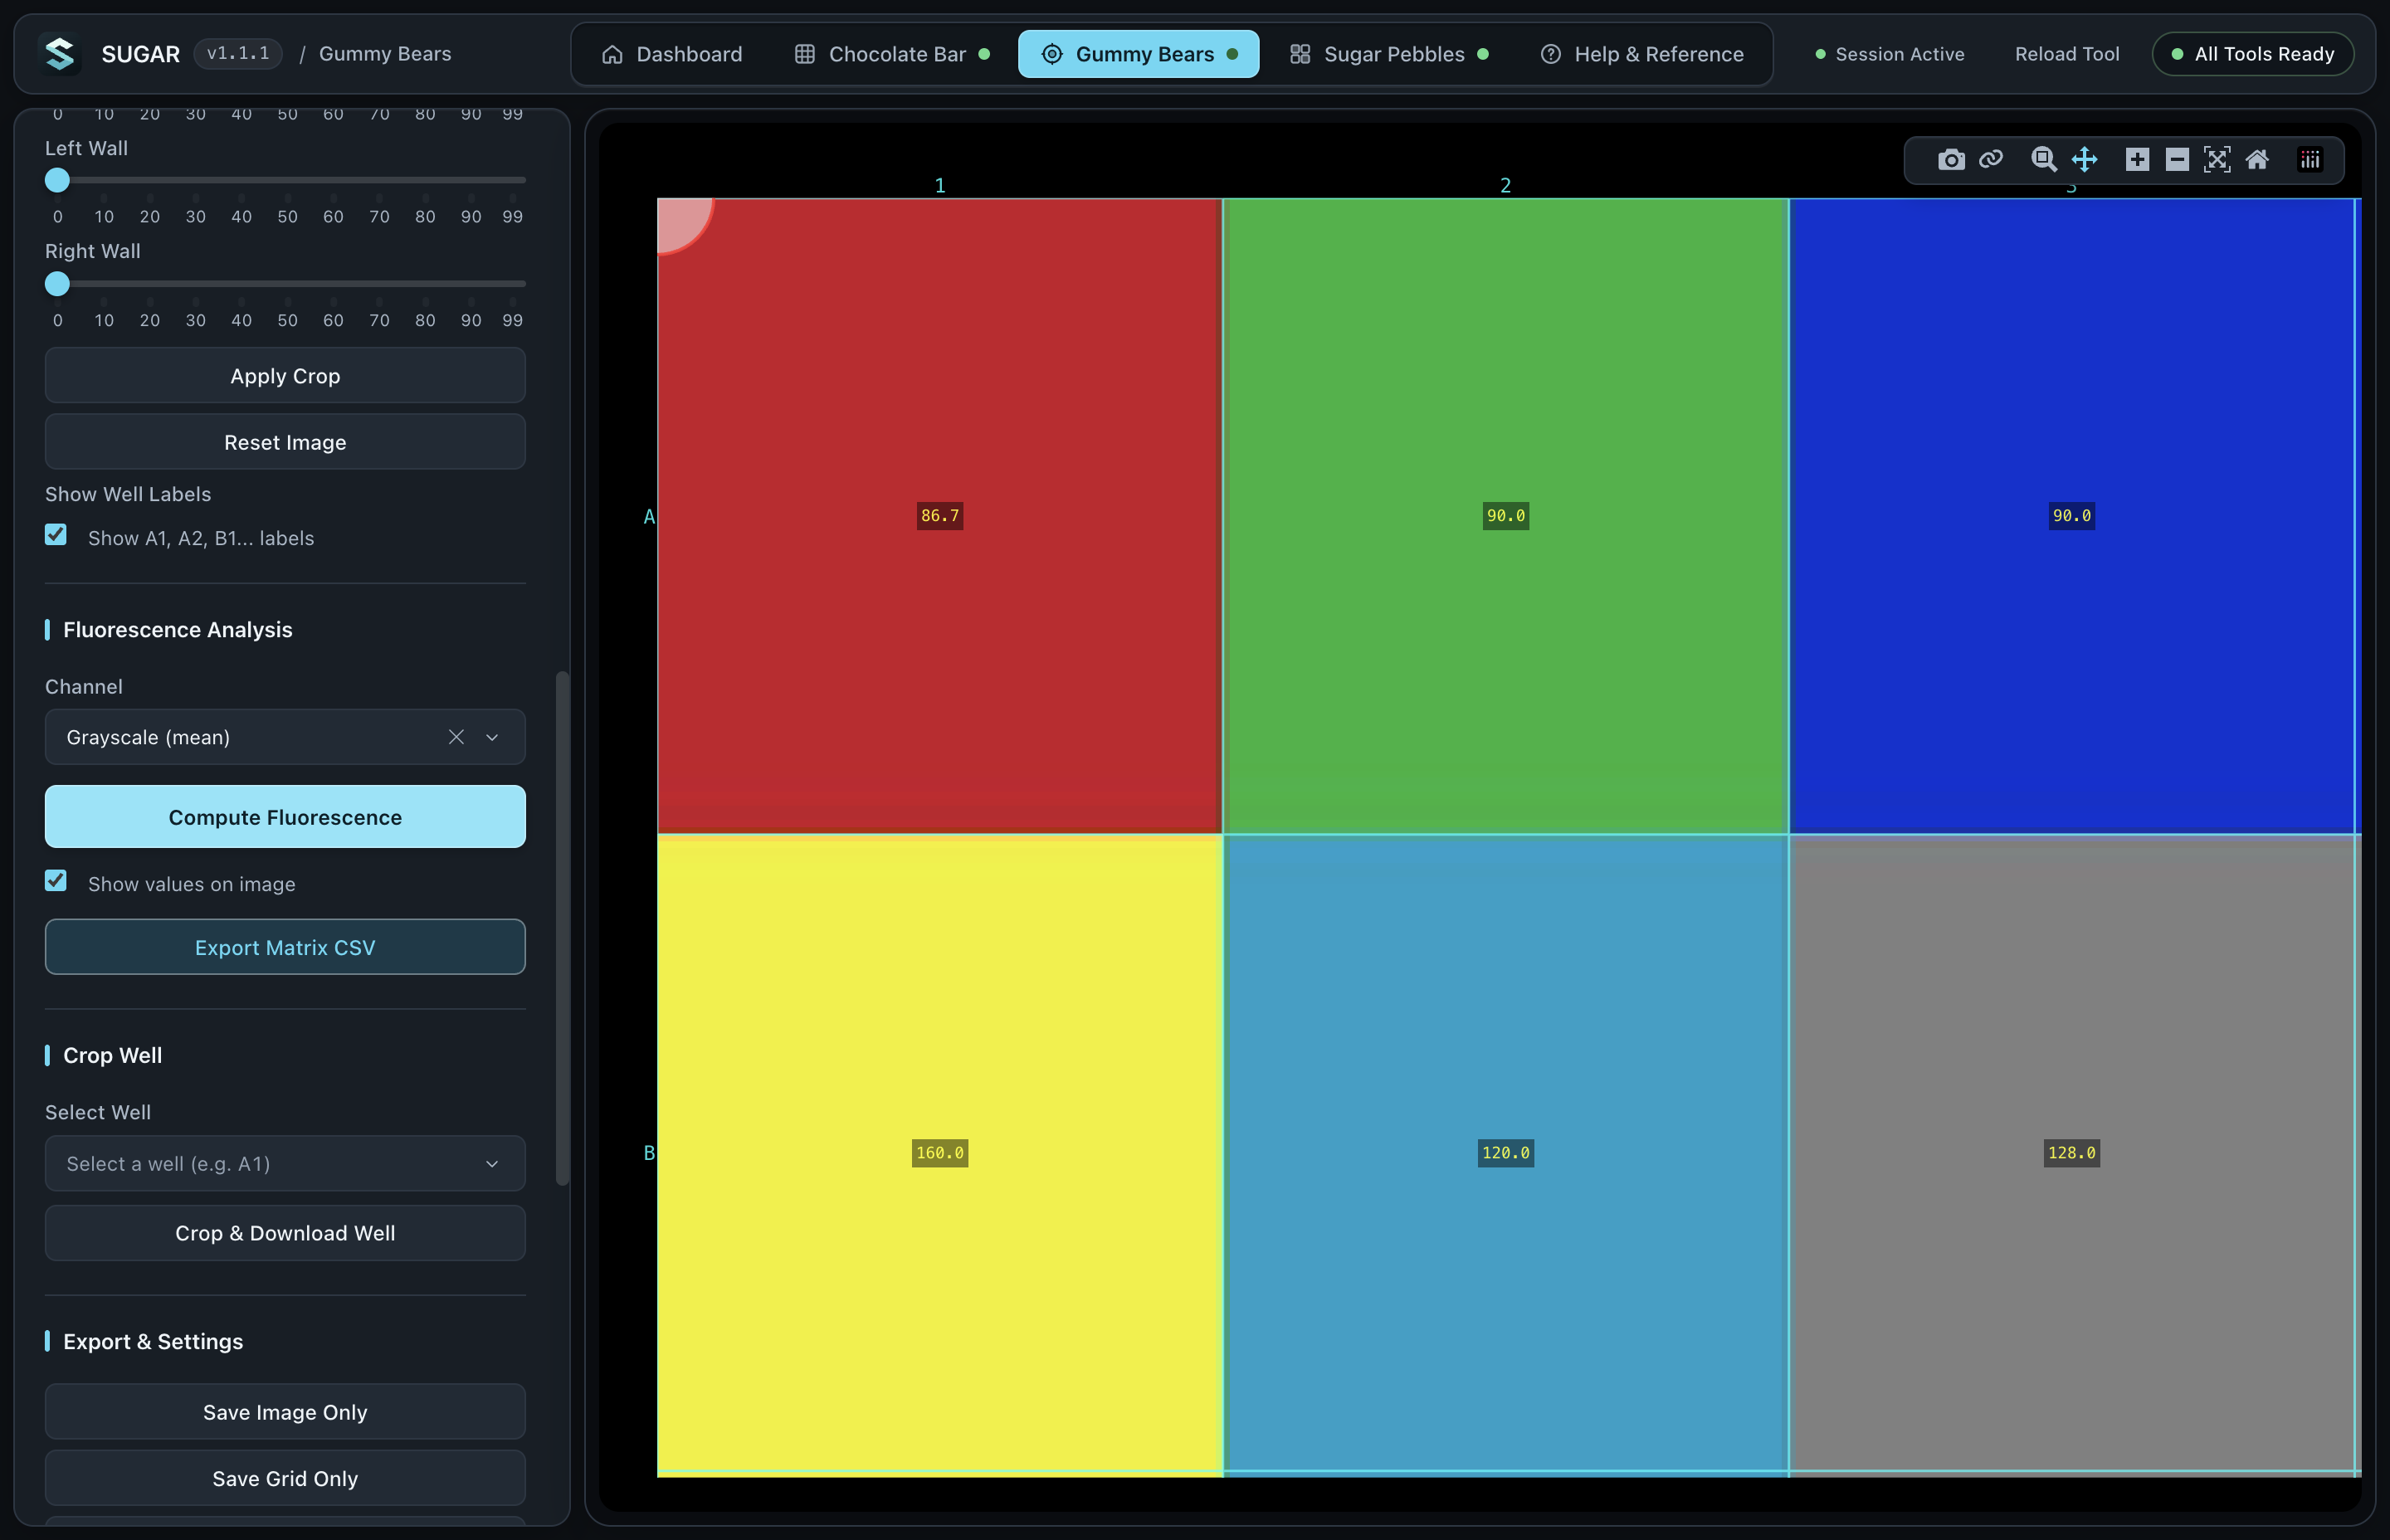 SUGAR v1.1.1 / Gummy Bears
Dashboard Chocolate Bar Gummy Bears Sugar Pebbles Help & Reference
Session Active Reload Tool All Tools Ready
0 10 20 30 40 50 60 70 80 90 99
Left Wall
0 10 20 30 40 50 60 70 80 90 99
Right Wall
0 10 20 30 40 50 60 70 80 90 99
Apply Crop
Reset Image
Show Well Labels
Show A1, A2, B1... labels
Fluorescence Analysis
Channel
Grayscale (mean)
Compute Fluorescence
Show values on image
Export Matrix CSV
Crop Well
Select Well
Select a well (e.g. A1)
Crop & Download Well
Export & Settings
Save Image Only
Save Grid Only
1 2 3
A 86.7 90.0 90.0
B 160.0 120.0 128.0